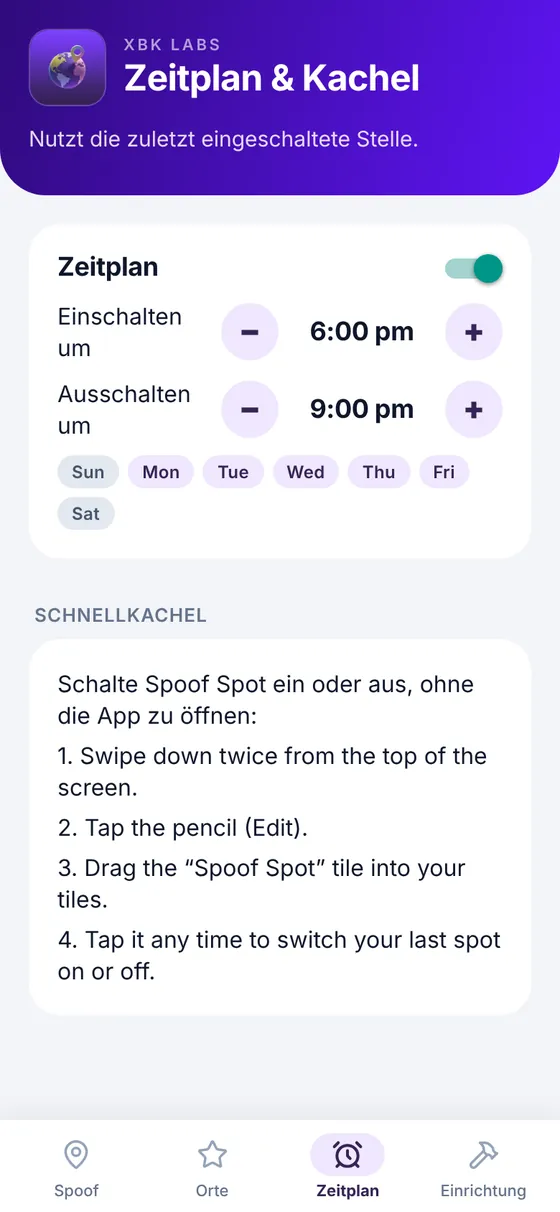 XBK LABS
Zeitplan & Kachel
Nutzt die zuletzt eingeschaltete Stelle.
Zeitplan
Einschalten
um
− 6:00 pm +
Ausschalten
um
− 9:00 pm +
Sun Mon Tue Wed Thu Fri
Sat
SCHNELLKACHEL
Schalte Spoof Spot ein oder aus, ohne
die App zu öffnen:
1. Swipe down twice from the top of the
screen.
2. Tap the pencil (Edit).
3. Drag the “Spoof Spot” tile into your
tiles.
4. Tap it any time to switch your last spot
on or off.
Spoof Orte Zeitplan Einrichtung